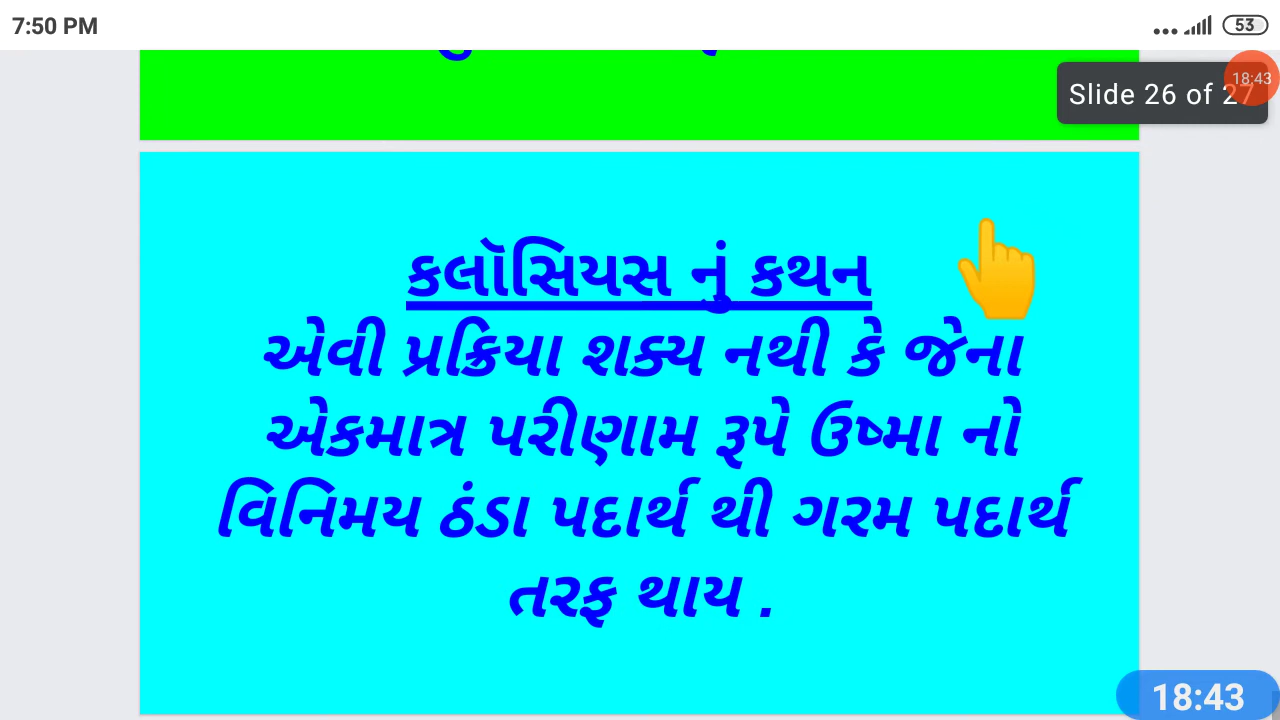 7:50 PM
53
18:43
Slide 26 of 27
કલૉસિયસ નું કથન
એવી પ્રક્રિયા શક્ય નથી કે જેના
એકમાત્ર પરીણામ રૂપે ઉષ્મા નો
વિનિમય ઠંડા પદાર્થ થી ગરમ પદાર્થ
તરફ થાય .
18:43